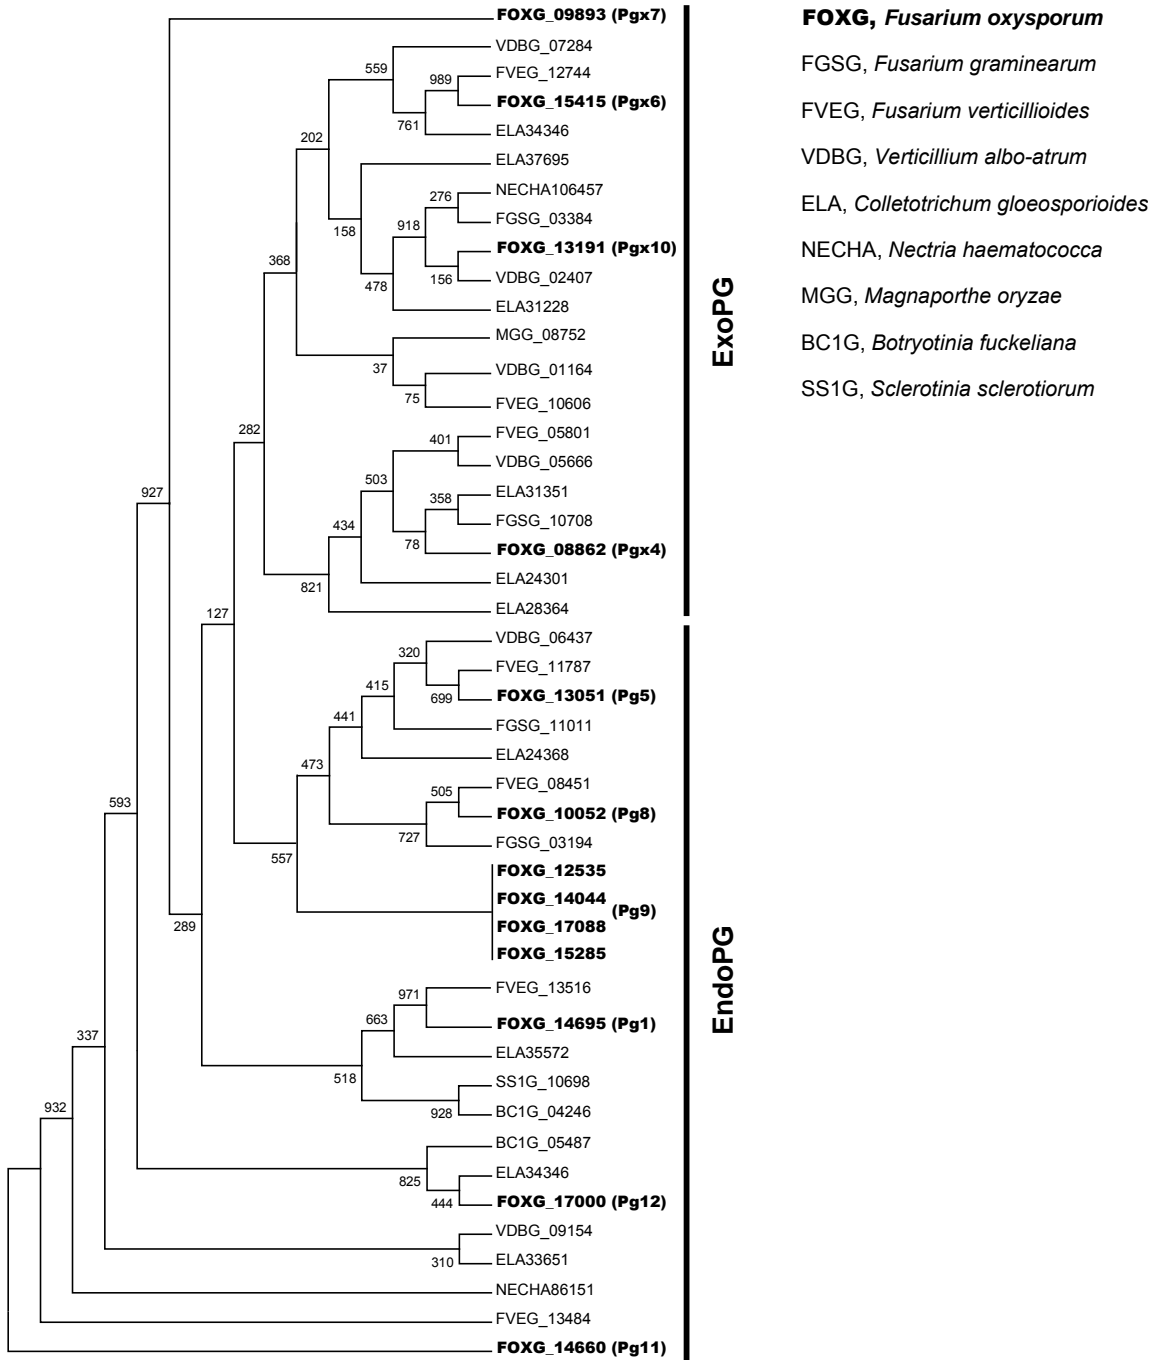 FOXG_09893 (Pgx7)
VDBG_07284
559
FVEG_12744
989
FOXG_15415 (Pgx6)
761
ELA34346
202
ELA37695
NECHA106457
276
FGSG_03384
918
158
FOXG_13191 (Pgx10)
368
VDBG_02407
156
478
ELA31228
MGG_08752
37
VDBG_01164
75
FVEG_10606
282
FVEG_05801
401
VDBG_05666
503
ELA31351
927
358
FGSG_10708
434
78
FOXG_08862 (Pgx4)
ELA24301
821
ELA28364
127
VDBG_06437
320
FVEG_11787
415
699
FOXG_13051 (Pg5)
441
FGSG_11011
ELA24368
473
FVEG_08451
505
593
FOXG_10052 (Pg8)
727
FGSG_03194
557
FOXG_12535
FOXG_14044
(Pg9)
FOXG_17088
289
FOXG_15285
FVEG_13516
971
FOXG_14695 (Pg1)
663
337
ELA35572
518
SS1G_10698
928
BC1G_04246
932
BC1G_05487
ELA34346
825
444
FOXG_17000 (Pg12)
VDBG_09154
310
ELA33651
NECHA86151
FVEG_13484
FOXG_14660 (Pg11)
ExoPG
EndoPG
FOXG, Fusarium oxysporum
FGSG, Fusarium graminearum
FVEG, Fusarium verticillioides
VDBG, Verticillium albo-atrum
ELA, Colletotrichum gloeosporioides
NECHA, Nectria haematococca
MGG, Magnaporthe oryzae
BC1G, Botryotinia fuckeliana
SS1G, Sclerotinia sclerotiorum